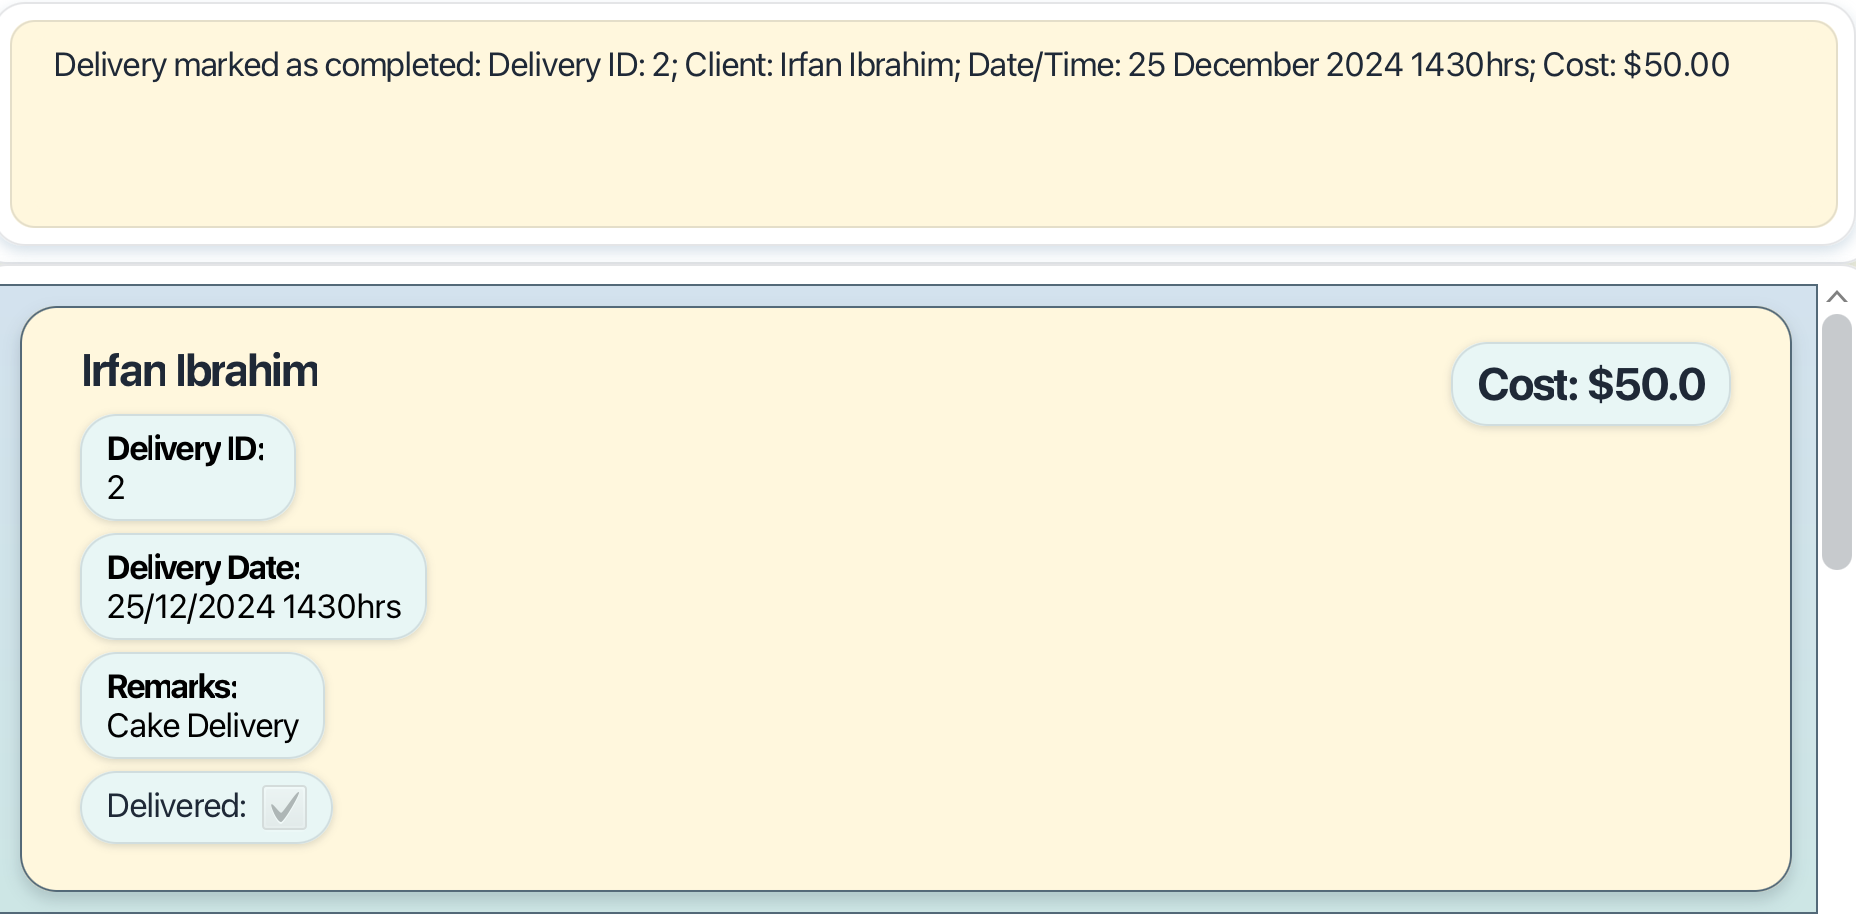 Delivery marked as completed: Delivery ID: 2; Client: Irfan Ibrahim; Date/Time: 25 December 2024 1430hrs; Cost: $50.00
Irfan Ibrahim
Cost: $50.0
Delivery ID:
2
Delivery Date:
25/12/2024 1430hrs
Remarks:
Cake Delivery
Delivered: